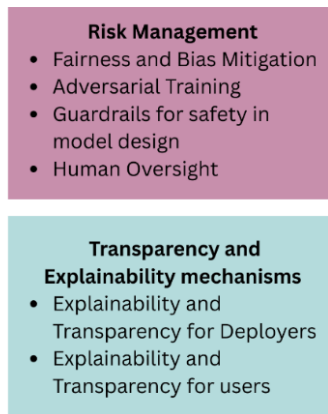 Risk Management
• Fairness and Bias Mitigation
• Adversarial Training
• Guardrails for safety in
model design
• Human Oversight
Transparency and
Explainability mechanisms
• Explainability and
Transparency for Deployers
• Explainability and
Transparency for users